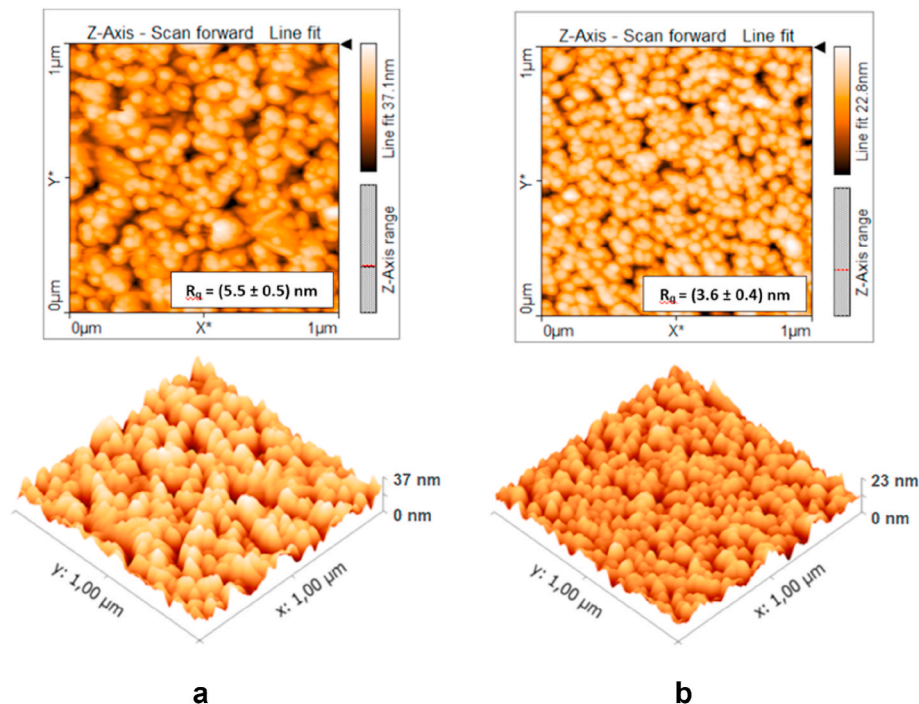 Z-Axis - Scan forward Line fit
1µm
Y*
0µm
0µm
X*
1µm
Line fit 37.1nm
Z-Axis range
Rq = (5.5 ± 0.5) nm
Z-Axis - Scan forward Line fit
1µm
Y*
0µm
0µm
X*
1µm
Line fit 22.8nm
Z-Axis range
Rq = (3.6 ± 0.4) nm
37 nm
0 nm
y: 1,00 µm
x: 1,00 µm
23 nm
0 nm
y: 1,00 µm
x: 1,00 µm
a
b